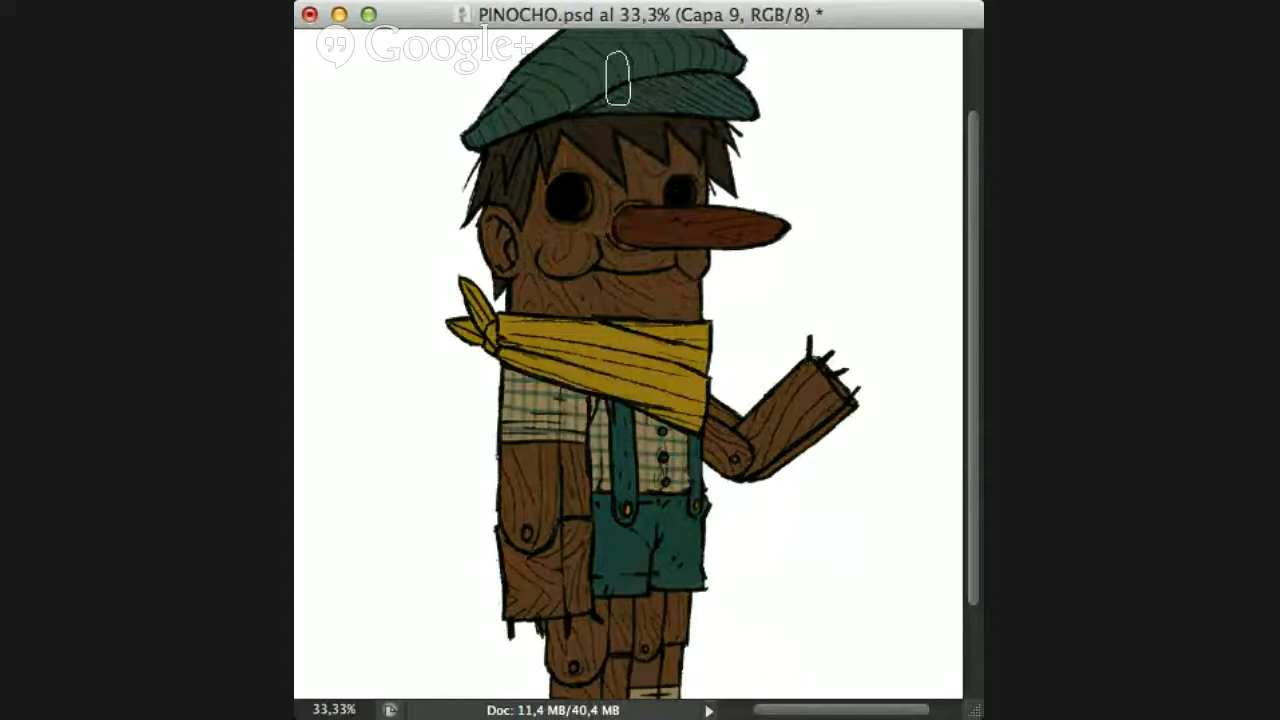 PINOCHO.psd al 33,3% (Capa 9, RGB/8) *
Google+
33,33%
Doc: 11,4 MB/40,4 MB